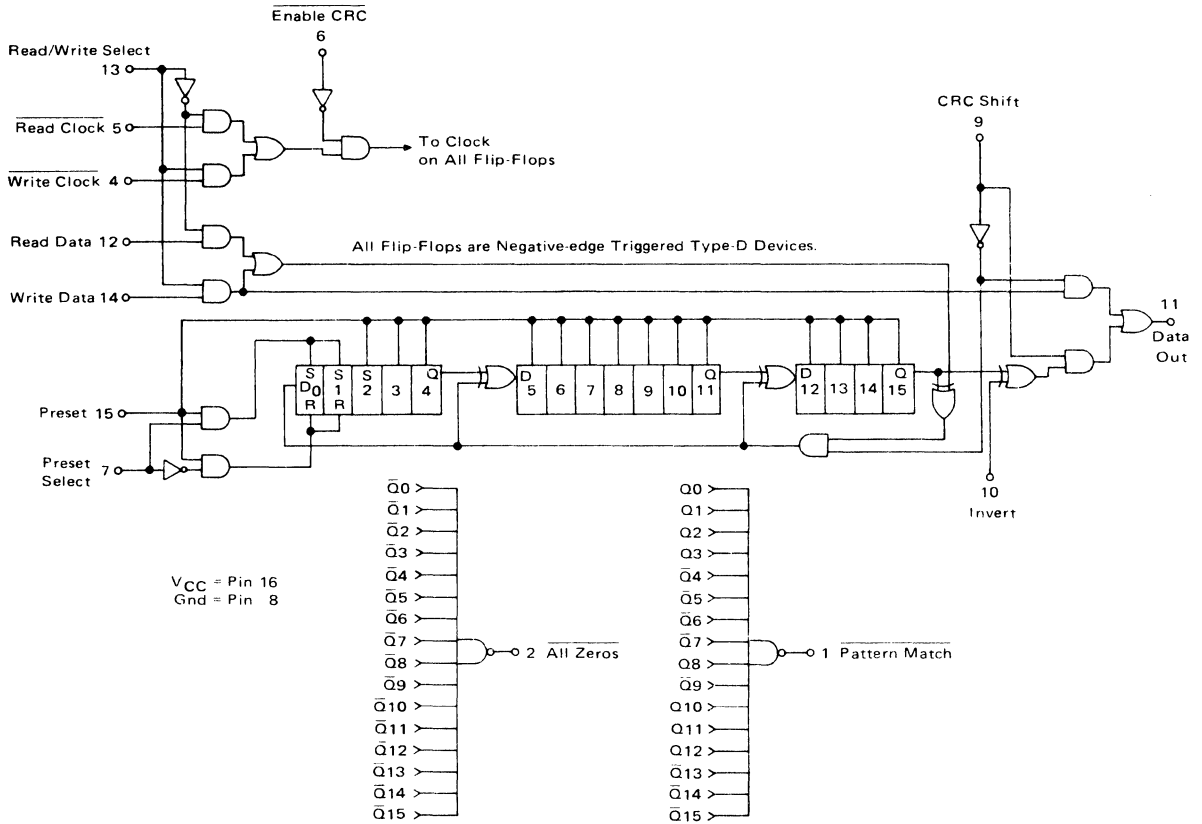 Enable CRC
6
Read/Write Select
13
Read Clock 5
Write Clock 4
To Clock
on All Flip-Flops
CRC Shift
9
Read Data 12
All Flip-Flops are Negative-edge Triggered Type-D Devices.
Write Data 14
11
Data
Out
S S S Q D Q D Q
D0 1 2 3 4 5 6 7 8 9 10 11 12 13 14 15
R R
Preset 15
Preset
Select 7
10
Invert
VCC = Pin 16
Gnd = Pin 8
Q̅0
Q̅1
Q̅2
Q̅3
Q̅4
Q̅5
Q̅6
Q̅7
Q̅8
Q̅9
Q̅10
Q̅11
Q̅12
Q̅13
Q̅14
Q̅15
2 All Zeros
Q0
Q1
Q2
Q3
Q̅4
Q̅5
Q̅6
Q̅7
Q8
Q̅9
Q10
Q11
Q12
Q̅13
Q̅14
Q̅15
1 Pattern Match